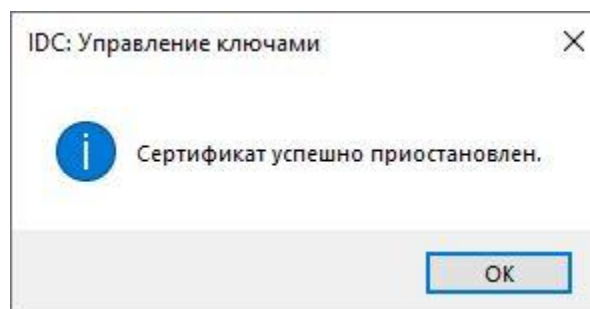 IDC: Управление ключами
Сертификат успешно приостановлен.
OK